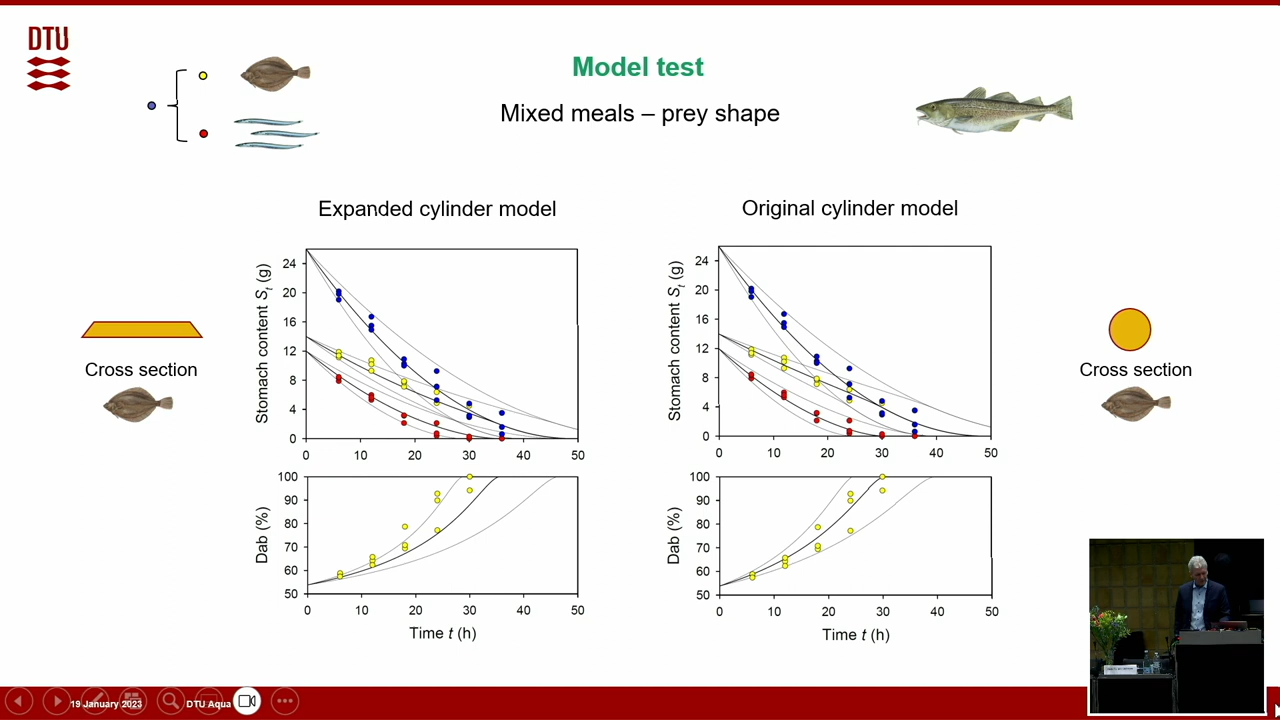 DTU
Model test
Mixed meals – prey shape
Expanded cylinder model
Original cylinder model
Stomach content St (g)
24
20
16
12
8
4
0
0 10 20 30 40 50
Stomach content St (g)
24
20
16
12
8
4
0
0 10 20 30 40 50
Cross section
Cross section
Dab (%)
100
90
80
70
60
50
0 10 20 30 40 50
Time t (h)
Dab (%)
100
90
80
70
60
50
0 10 20 30 40 50
Time t (h)
19 January 2023
DTU Aqua